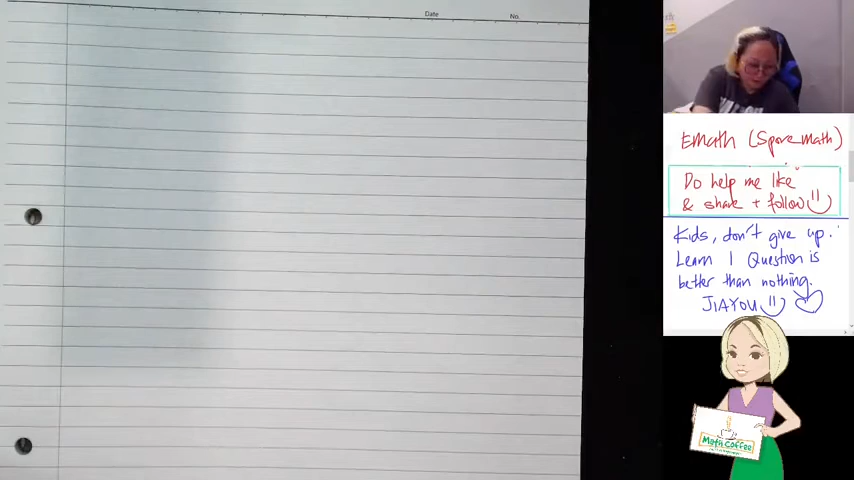 Date
No.
Emath (Spore math)
Do help me like
& share + follow
Kids, don't give up.
Learn 1 Question is
better than nothing.
JIAYOU
Math Coffee